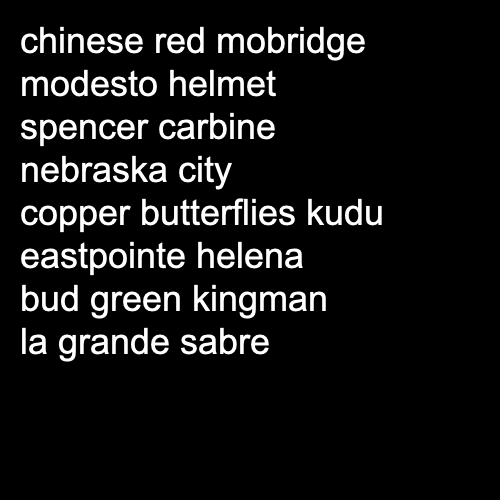 chinese red mobridge
modesto helmet
spencer carbine
nebraska city
copper butterflies kudu
eastpointe helena
bud green kingman
la grande sabre